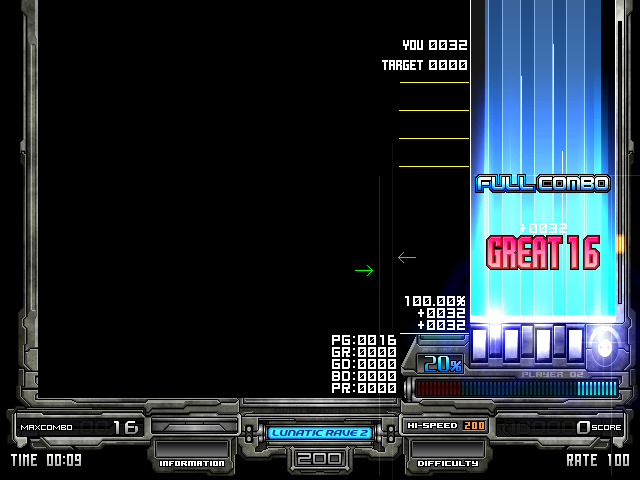 YOU 0032
TARGET 0000
FULL COMBO
+0032
GREAT 16
100.00%
+0032
+0032
PG:0016
GR:0000
GD:0000
BD:0000
PR:0000
20%
PLAYER 02
MAXCOMBO 16
LUNATIC RAVE 2
HI-SPEED 200
0 SCORE
TIME 00:09
INFORMATION
200
DIFFICULTY
RATE 100